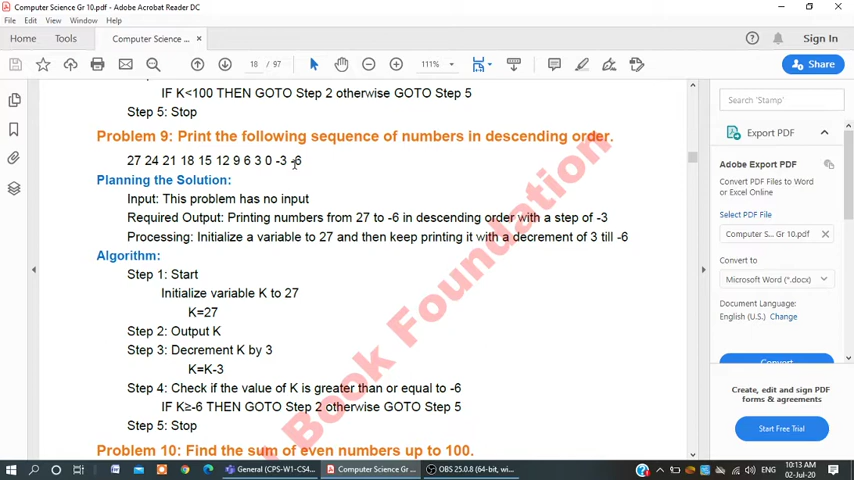 Computer Science Gr 10.pdf - Adobe Acrobat Reader DC
File Edit View Window Help
Home Tools Computer Science ... × Sign In
18 / 97 111% Share
IF K<100 THEN GOTO Step 2 otherwise GOTO Step 5
Step 5: Stop
Problem 9: Print the following sequence of numbers in descending order.
27 24 21 18 15 12 9 6 3 0 -3 -6
Planning the Solution:
Input: This problem has no input
Required Output: Printing numbers from 27 to -6 in descending order with a step of -3
Processing: Initialize a variable to 27 and then keep printing it with a decrement of 3 till -6
Algorithm:
Step 1: Start
Initialize variable K to 27
K=27
Step 2: Output K
Step 3: Decrement K by 3
K=K-3
Step 4: Check if the value of K is greater than or equal to -6
IF K≥-6 THEN GOTO Step 2 otherwise GOTO Step 5
Step 5: Stop
Problem 10: Find the sum of even numbers up to 100.
Book Foundation
Search 'Stamp'
Export PDF
Adobe Export PDF
Convert PDF Files to Word
or Excel Online
Select PDF File
Computer S... Gr 10.pdf
Convert to
Microsoft Word (*.docx)
Document Language:
English (U.S.) Change
Convert
Create, edit and sign PDF
forms & agreements
Start Free Trial
General (CPS-W1-CS4...
Computer Science Gr ...
OBS 25.0.8 (64-bit, wi...
ENG
10:13 AM
02-Jul-20